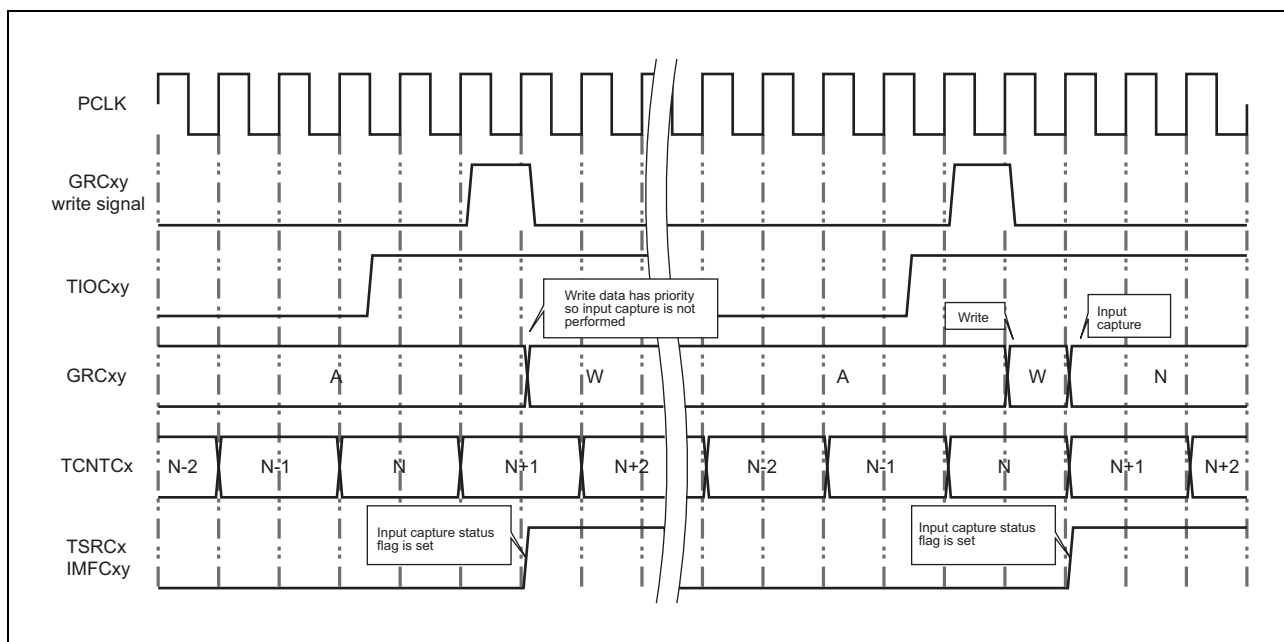 PCLK
GRCxy
write signal
TIOCxy
Write data has priority
so input capture is not
performed
Write
Input
capture
GRCxy
A
W
A
W
N
TCNTCx
N-2
N-1
N
N+1
N+2
N-2
N-1
N
N+1
N+2
Input capture status
flag is set
Input capture status
flag is set
TSRCx
IMFCxy